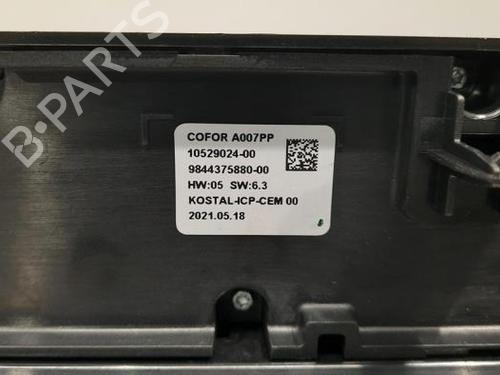 B-PARTS
COFOR A007PP
10529024-00
9844375880-00
HW:05 SW:6.3
KOSTAL-ICP-CEM 00
2021.05.18